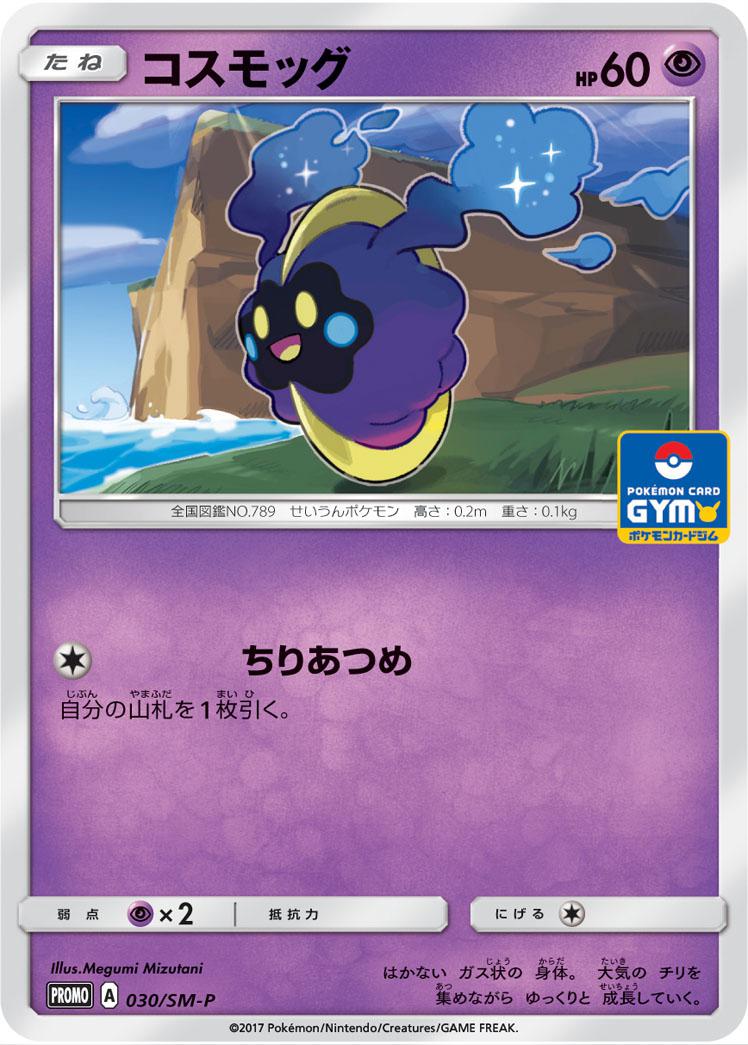 たね
コスモッグ
HP60
全国図鑑NO.789 せいうんポケモン 高さ:0.2m 重さ:0.1kg
POKÉMON CARD
GYM
ポケモンカードジム
ちりあつめ
じぶん やまふだ まい ひ
自分の山札を1枚引く。
弱点 ×2 抵抗力 にげる
Illus.Megumi Mizutani
じょう からだ たいき
はかない ガス状の 身体。 大気の チリを
あつ せいちょう
集めながら ゆっくりと 成長していく。
PROMO A 030/SM-P
©2017 Pokémon/Nintendo/Creatures/GAME FREAK.